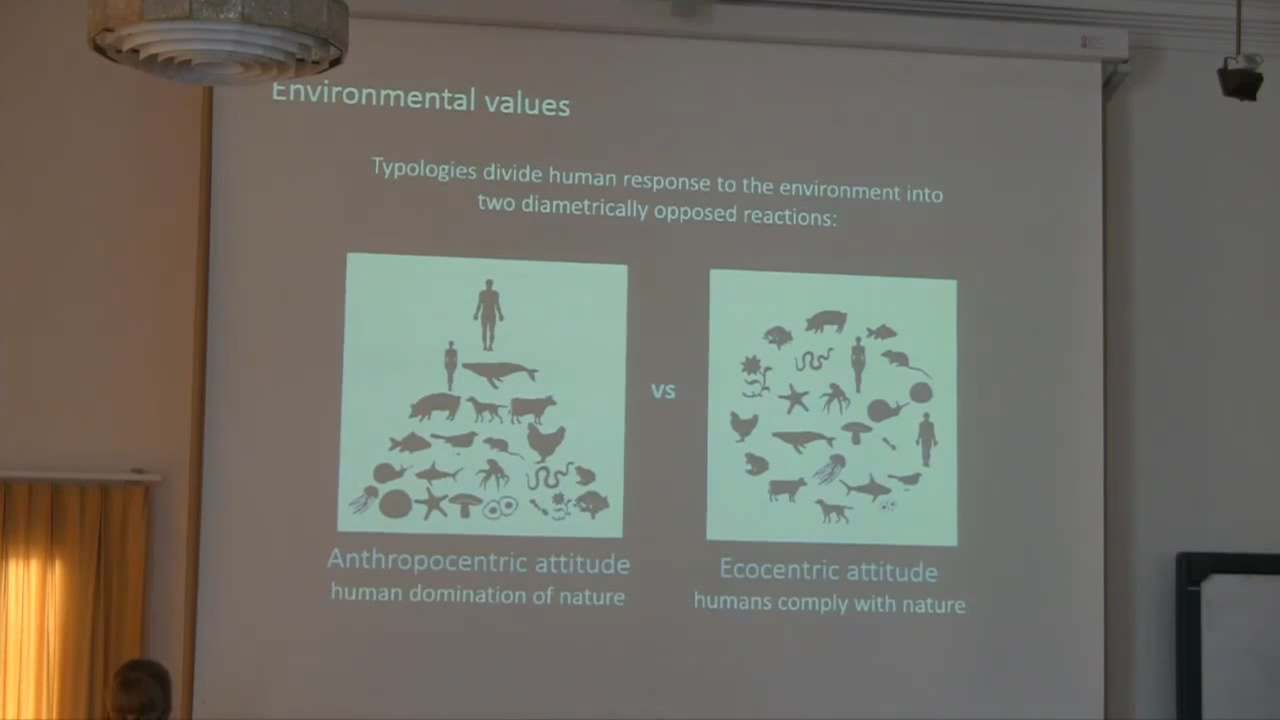 Environmental values
Typologies divide human response to the environment into
two diametrically opposed reactions:
vs
Anthropocentric attitude
human domination of nature
Ecocentric attitude
humans comply with nature